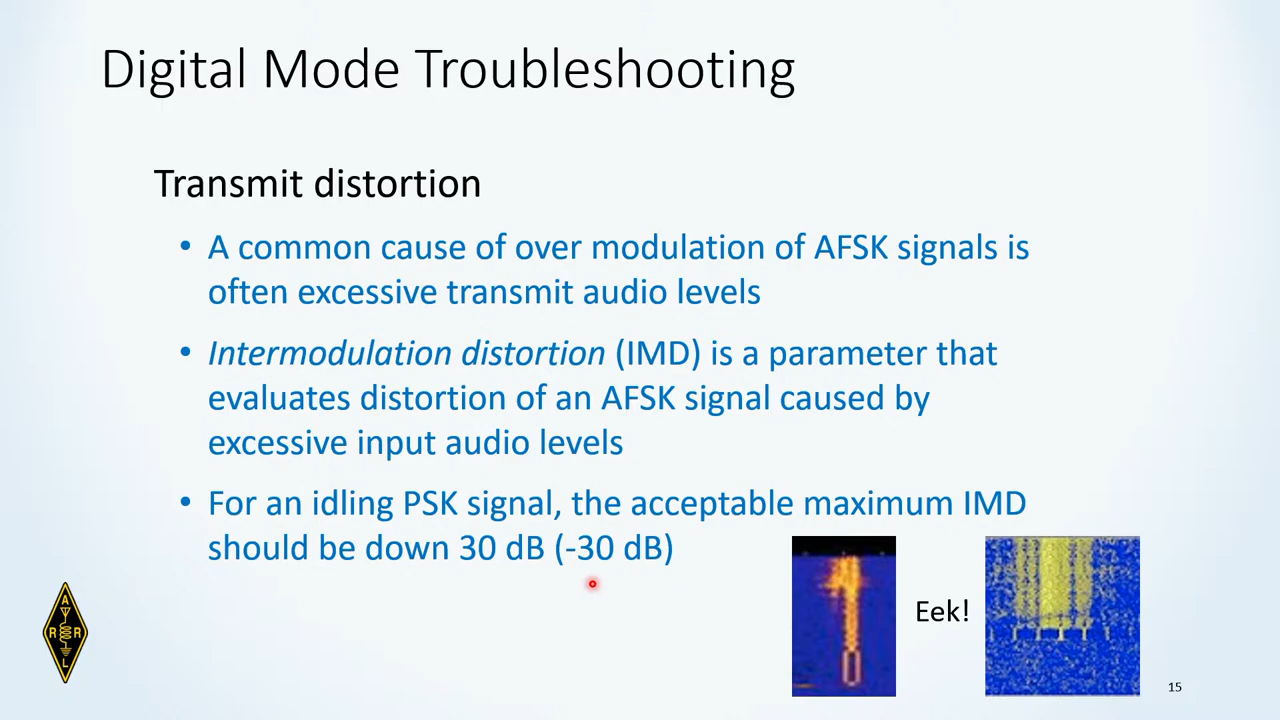 Digital Mode Troubleshooting
Transmit distortion
• A common cause of over modulation of AFSK signals is
often excessive transmit audio levels
• Intermodulation distortion (IMD) is a parameter that
evaluates distortion of an AFSK signal caused by
excessive input audio levels
• For an idling PSK signal, the acceptable maximum IMD
should be down 30 dB (-30 dB)
Eek!
A
R R
L
15